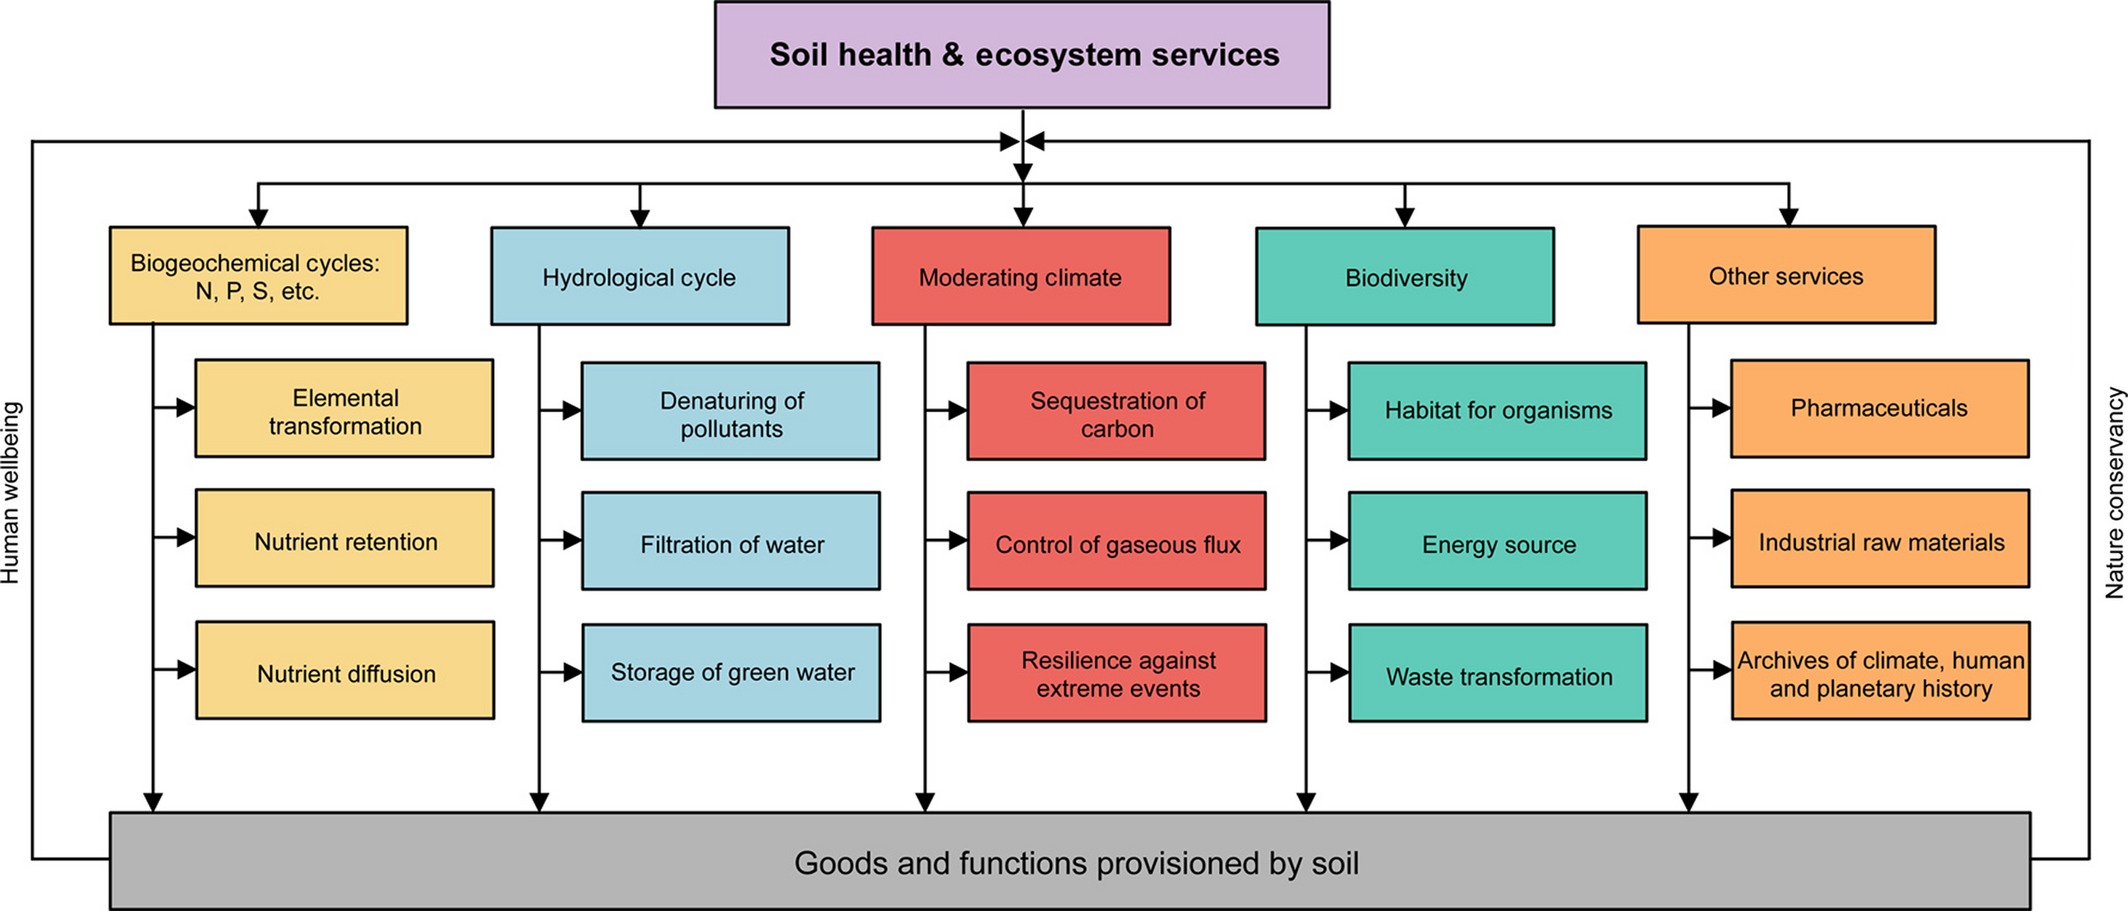 Soil health & ecosystem services
Biogeochemical cycles:
N, P, S, etc.
Hydrological cycle
Moderating climate
Biodiversity
Other services
Elemental
transformation
Denaturing of
pollutants
Sequestration of
carbon
Habitat for organisms
Pharmaceuticals
Nutrient retention
Filtration of water
Control of gaseous flux
Energy source
Industrial raw materials
Nutrient diffusion
Storage of green water
Resilience against
extreme events
Waste transformation
Archives of climate, human
and planetary history
Human wellbeing
Nature conservancy
Goods and functions provisioned by soil